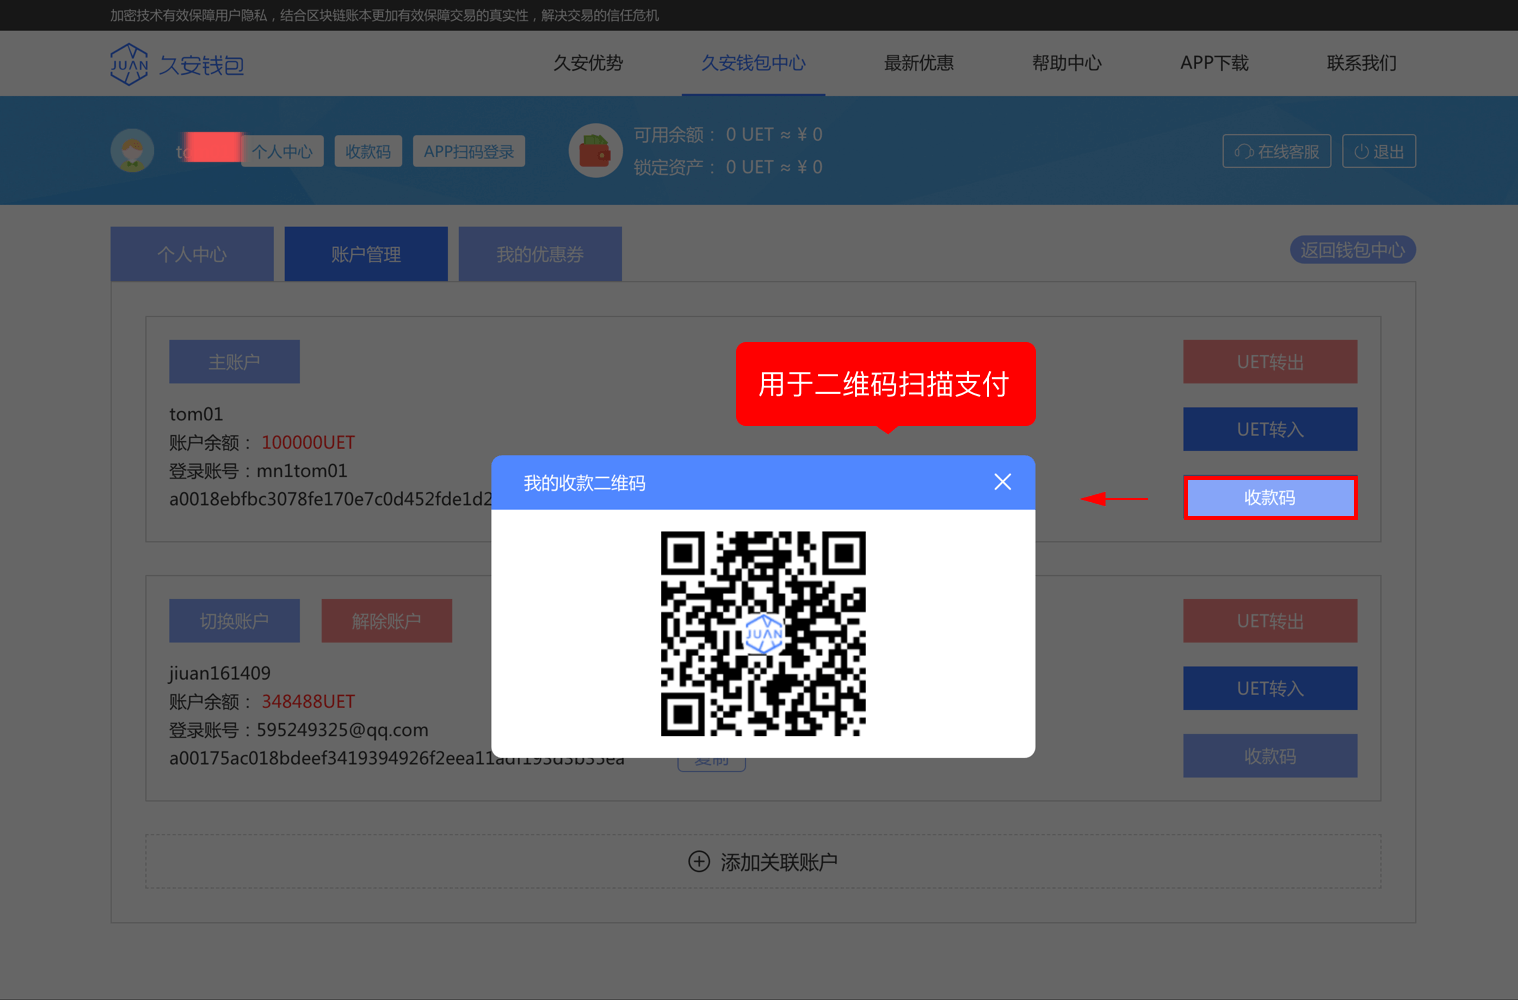 加密技术有效保障用户隐私，结合区块链账本更加有效保障交易的真实性，解决交易的信任危机
JUAN 久安钱包
久安优势 久安钱包中心 最新优惠 帮助中心 APP下载 联系我们
个人中心 收款码 APP扫码登录
可用余额： 0 UET ≈ ¥ 0
锁定资产： 0 UET ≈ ¥ 0
在线客服 退出
个人中心 账户管理 我的优惠券 返回钱包中心
主账户
tom01
账户余额： 100000UET
登录账号：mn1tom01
a0018ebfbc3078fe170e7c0d452fde1d2
UET转出
UET转入
收款码
用于二维码扫描支付
我的收款二维码
JUAN
切换账户 解除账户
jiuan161409
账户余额： 348488UET
登录账号：595249325@qq.com
复制
UET转出
UET转入
收款码
添加关联账户